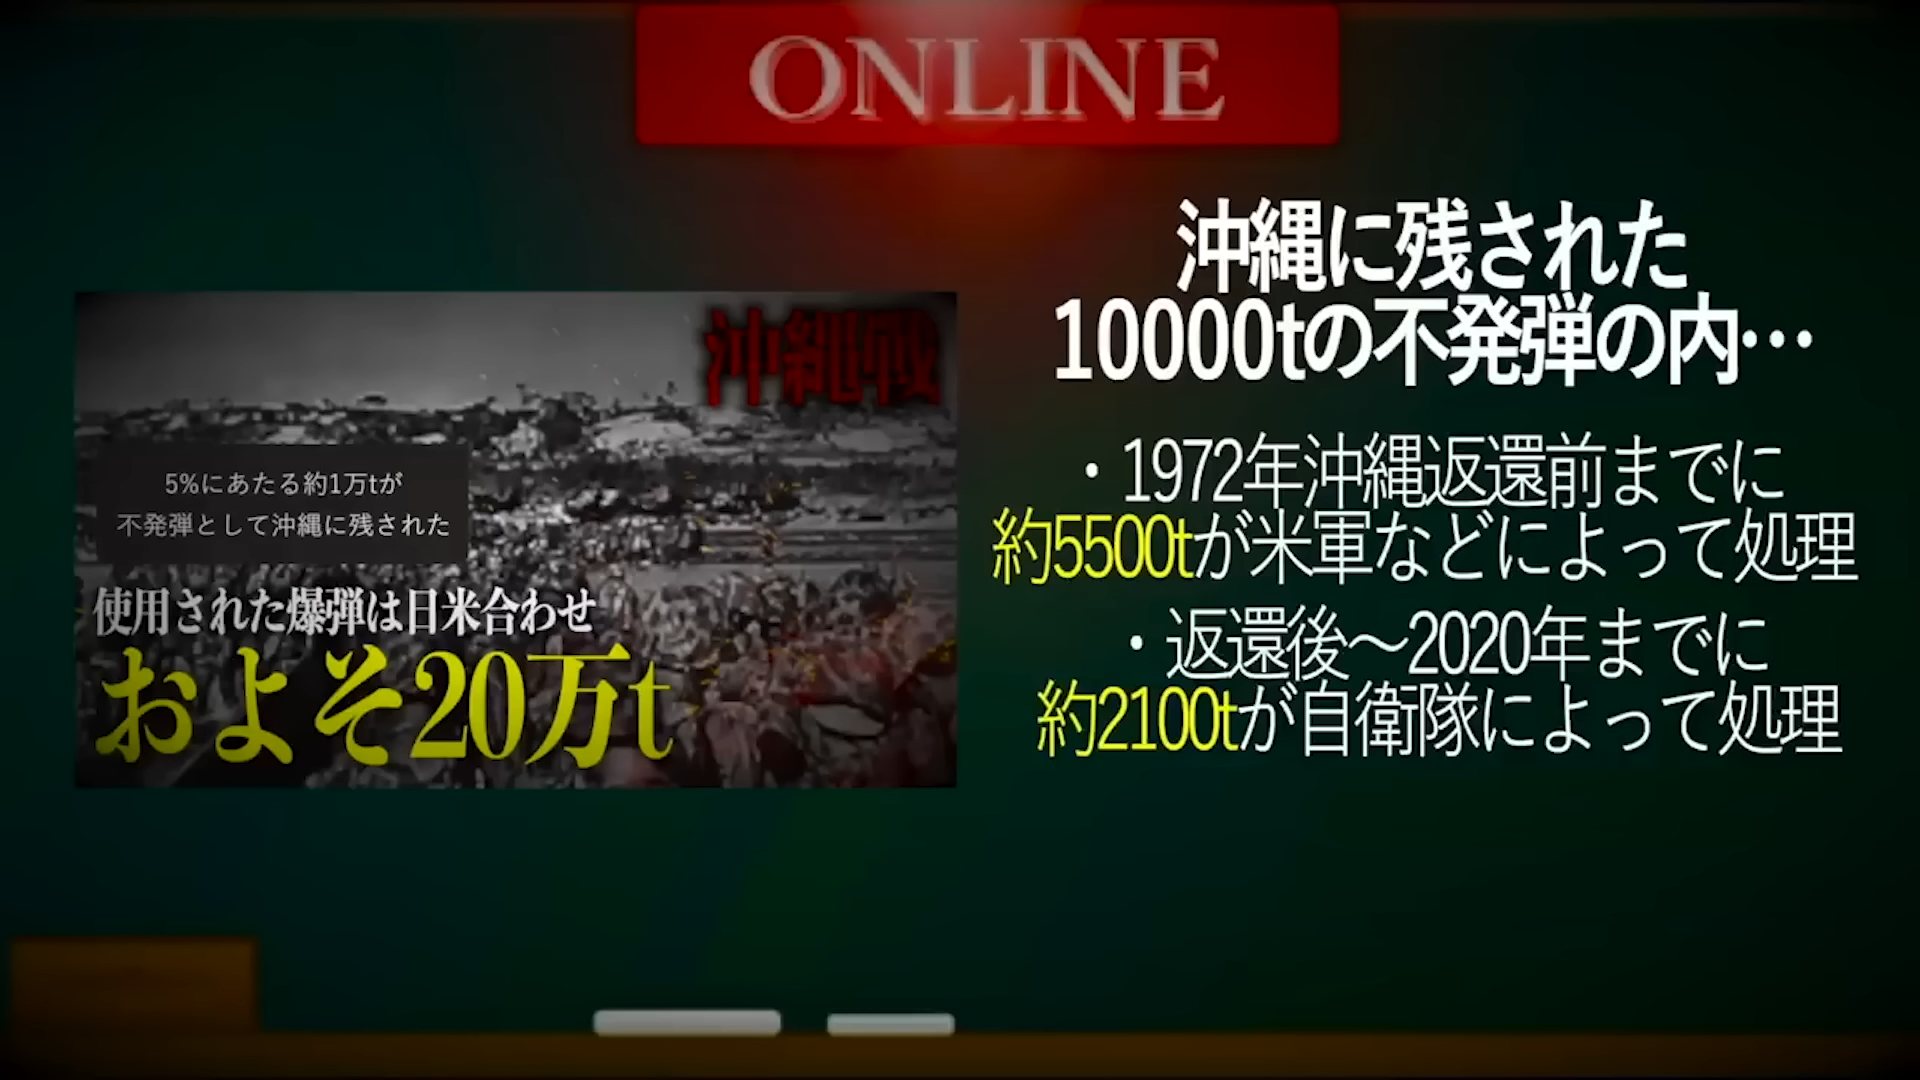 ONLINE
沖縄戦
5%にあたる約1万tが
不発弾として沖縄に残された
使用された爆弾は日米合わせ
およそ20万t
沖縄に残された
10000tの不発弾の内…
・1972年沖縄返還前までに
約5500tが米軍などによって処理
・返還後～2020年までに
約2100tが自衛隊によって処理